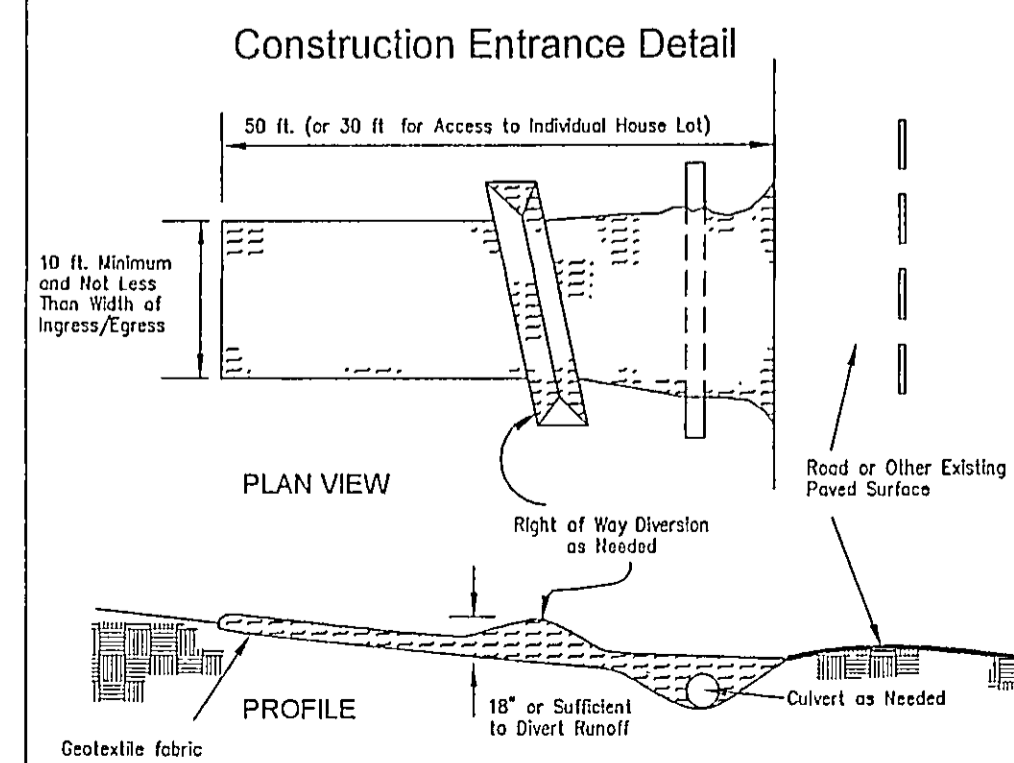 Construction Entrance Detail
50 ft. (or 30 ft for Access to Individual House Lot)
10 ft. Minimum
and Not Less
Than Width of
Ingress/Egress
PLAN VIEW
Road or Other Existing
Paved Surface
Right of Way Diversion
as Needed
PROFILE
18" or Sufficient
to Divert Runoff
Culvert as Needed
Geotextile fabric